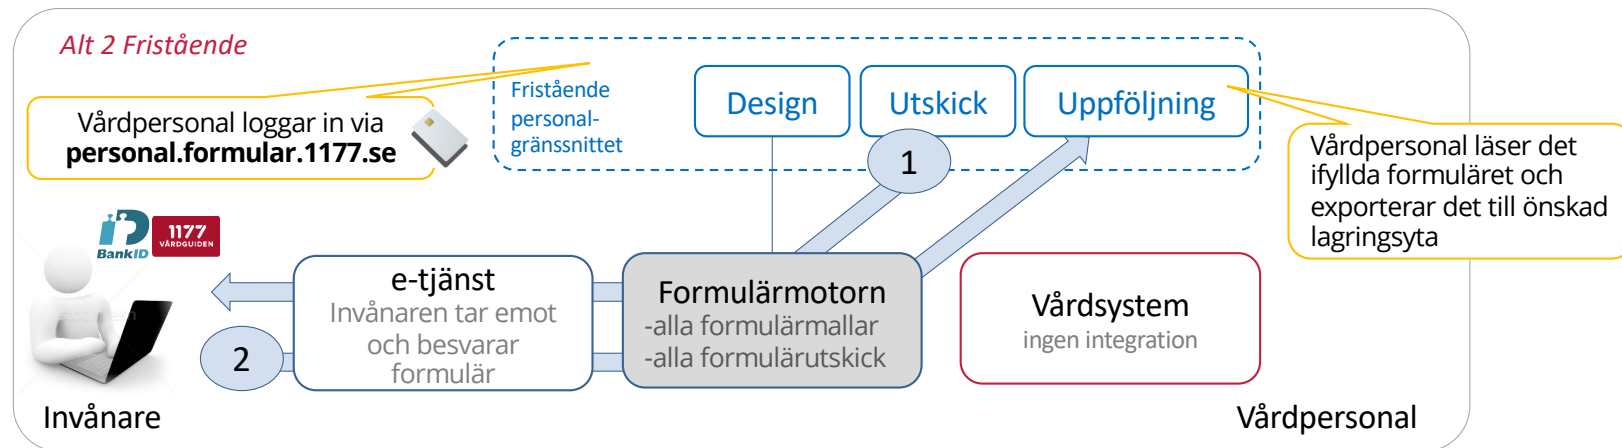 Alt 2 Fristående
Vårdpersonal loggar in via
personal.formular.1177.se
Fristående
personal-
gränssnittet
Design
Utskick
Uppföljning
1
Vårdpersonal läser det
ifyllda formuläret och
exporterar det till önskad
lagringsyta
BankID
1177
VÅRDGUIDEN
e-tjänst
Invånaren tar emot
och besvarar
formulär
2
Formulärmotorn
-alla formulärmallar
-alla formulärutskick
Vårdsystem
ingen integration
Invånare
Vårdpersonal